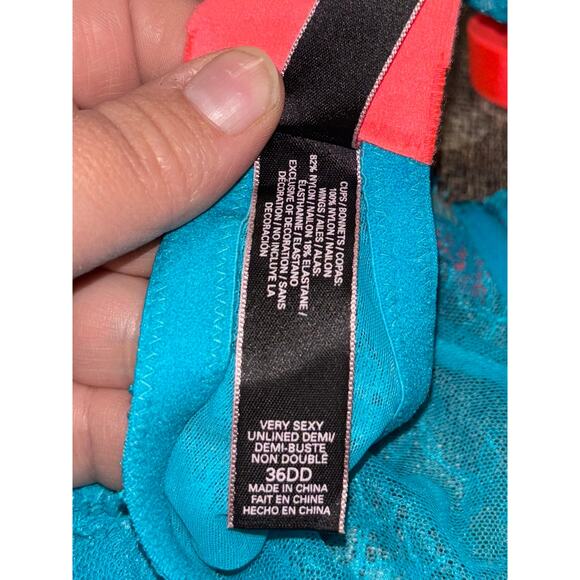 CUPS / BONNETS / COPAS:
100% NYLON / NAILON
WINGS / AILES / ALAS:
82% NYLON / NAILON 18% ELASTANE /
ÉLASTHANNE / ELASTANO
EXCLUSIVE OF DECORATION / SANS
DÉCORATION / NO INCLUYE LA
DECORACIÓN
VERY SEXY
UNLINED DEMI/
DEMI-BUSTE
NON DOUBLÉ
36DD
MADE IN CHINA
FAIT EN CHINE
HECHO EN CHINA